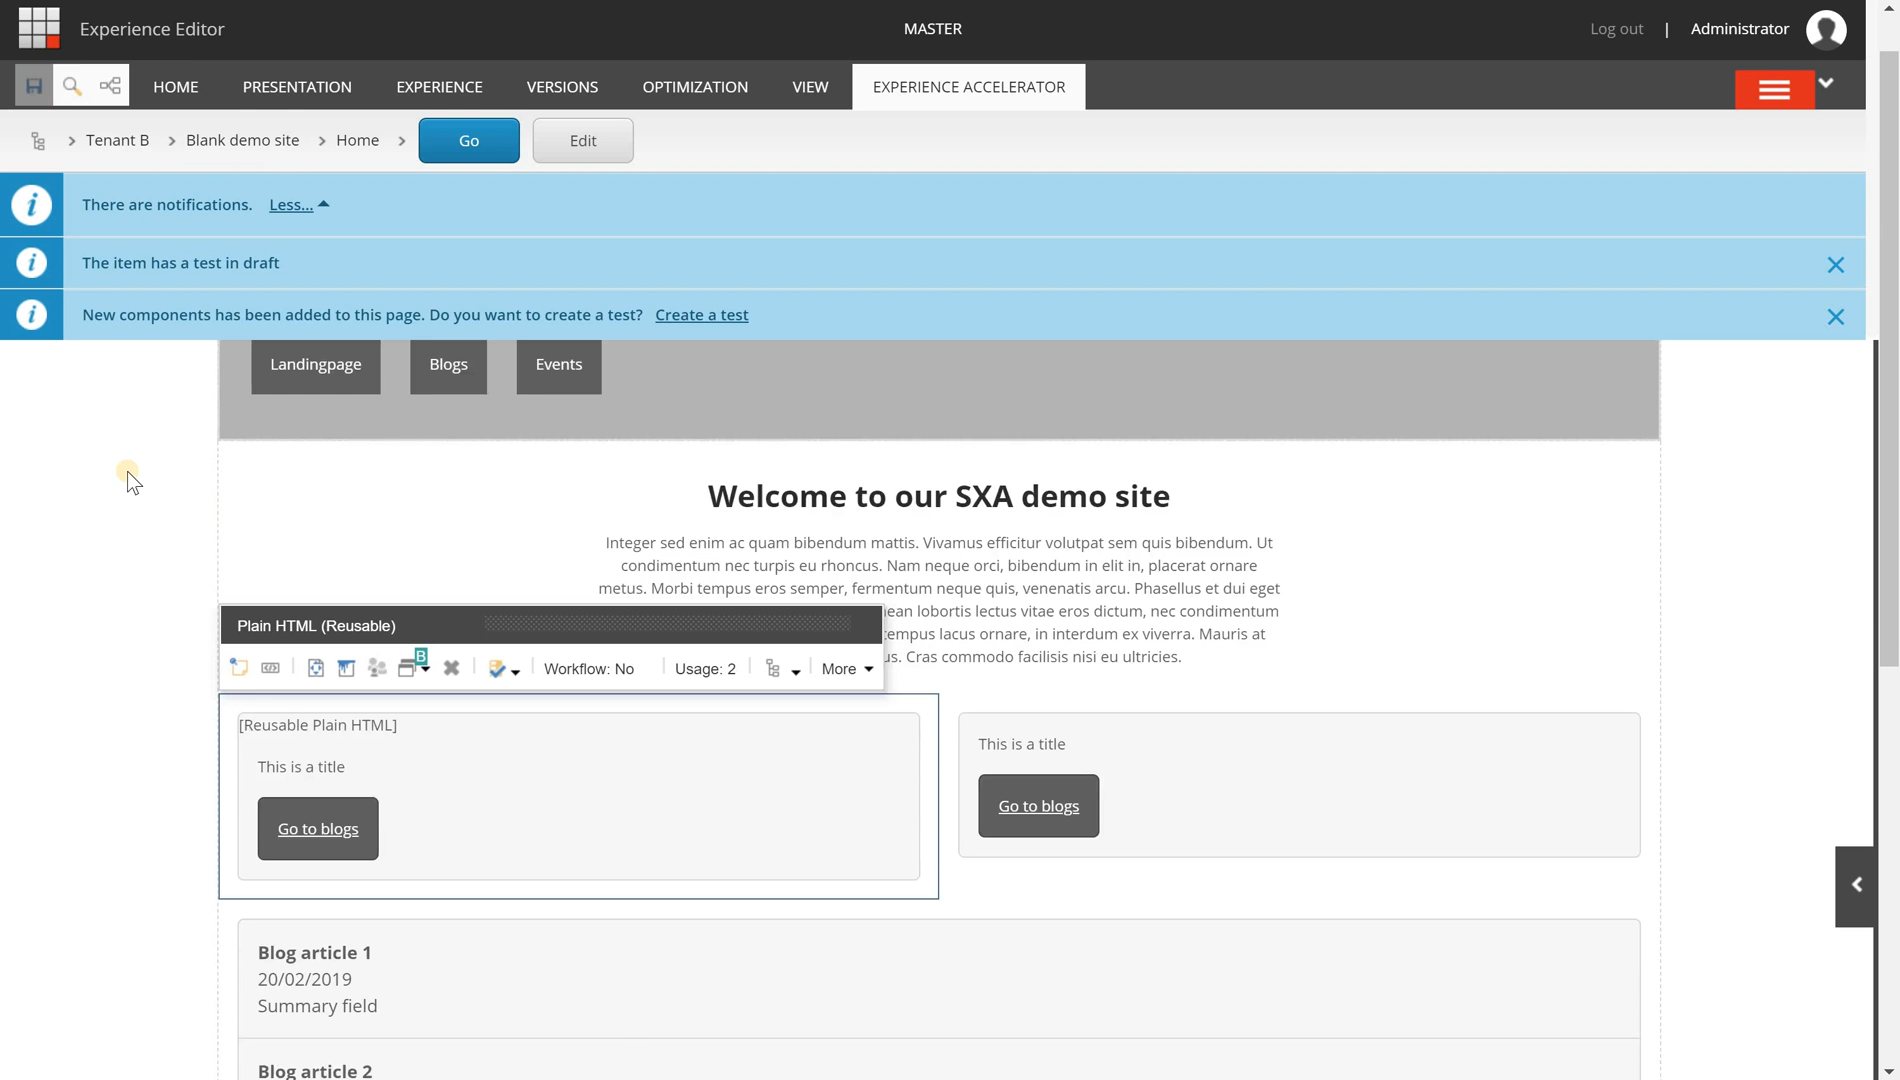 Experience Editor
MASTER
Log out | Administrator
HOME PRESENTATION EXPERIENCE VERSIONS OPTIMIZATION VIEW EXPERIENCE ACCELERATOR
Tenant B Blank demo site Home Go Edit
There are notifications. Less...
The item has a test in draft
New components has been added to this page. Do you want to create a test? Create a test
Landingpage Blogs Events
Welcome to our SXA demo site
Integer sed enim ac quam bibendum mattis. Vivamus efficitur volutpat sem quis bibendum. Ut
condimentum nec turpis eu rhoncus. Nam neque orci, bibendum in elit in, placerat ornare
metus. Morbi tempus eros semper, fermentum neque quis, venenatis arcu. Phasellus et dui eget
lobortis lectus vitae eros dictum, nec condimentum
tempus lacus ornare, in interdum ex viverra. Mauris at
Cras commodo facilisis nisi eu ultricies.
Plain HTML (Reusable)
B
Workflow: No Usage: 2 More
[Reusable Plain HTML]
This is a title
Go to blogs
This is a title
Go to blogs
Blog article 1
20/02/2019
Summary field
Blog article 2